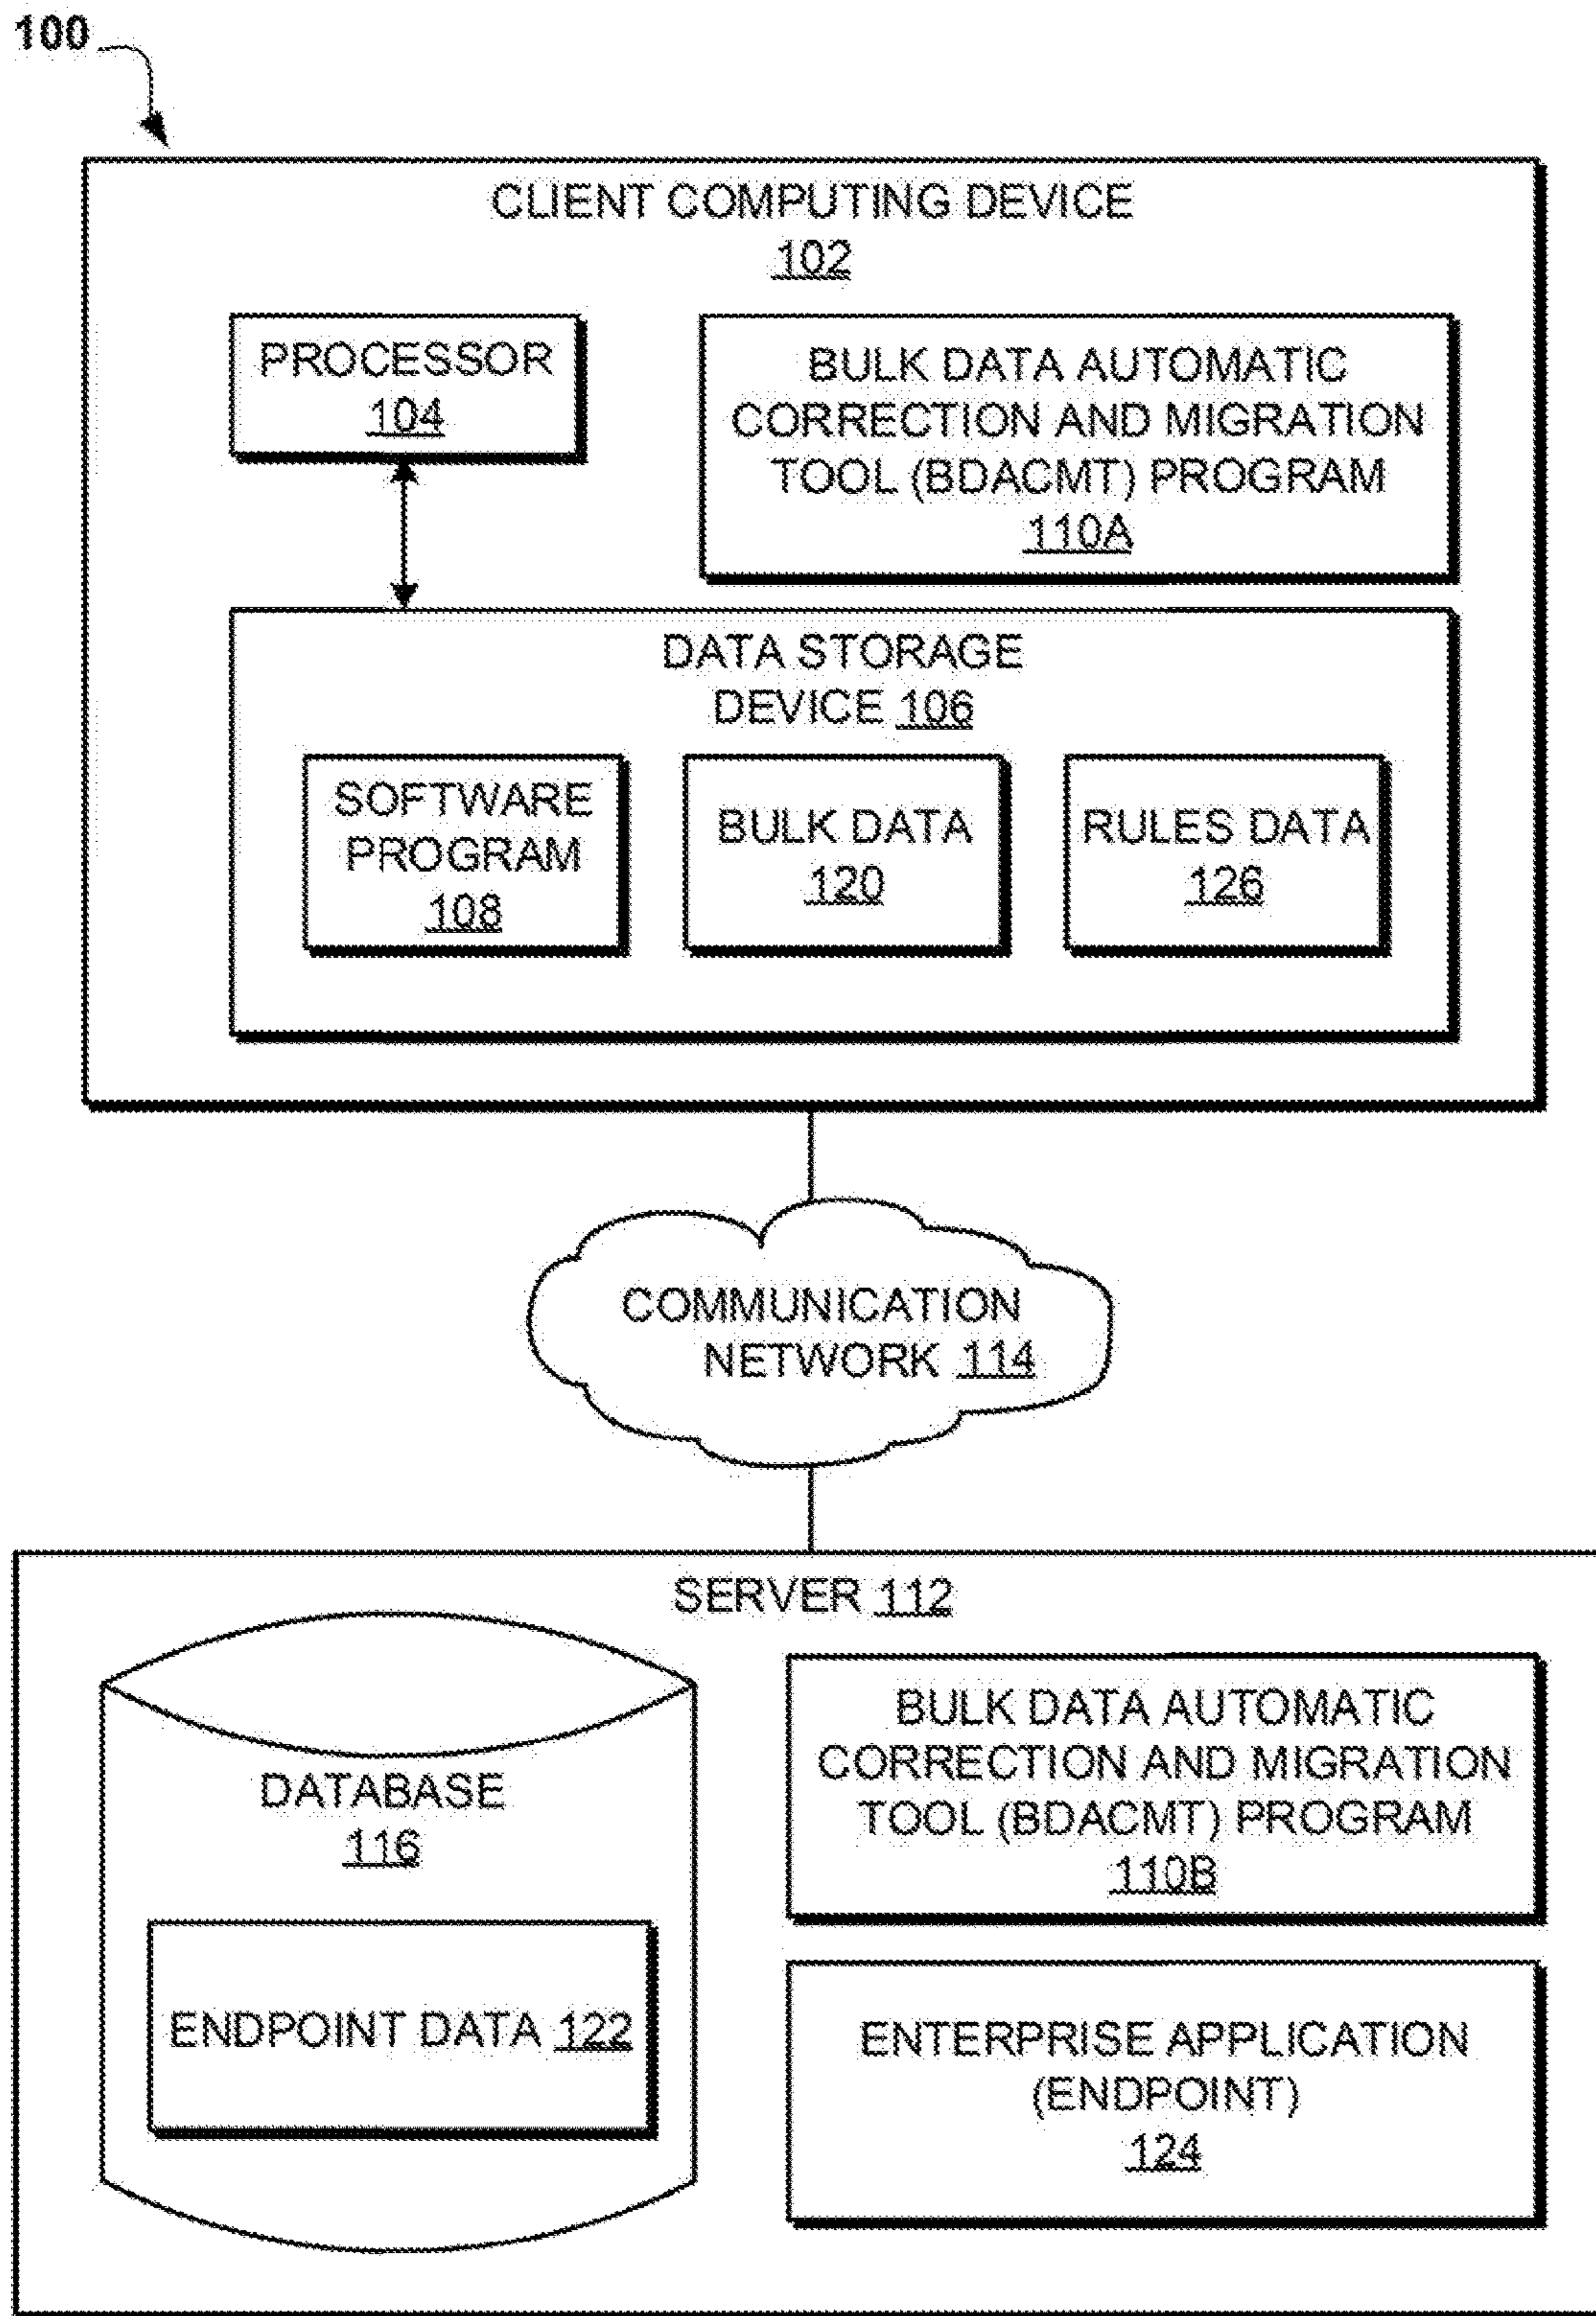 100
CLIENT COMPUTING DEVICE
102
PROCESSOR
104
BULK DATA AUTOMATIC
CORRECTION AND MIGRATION
TOOL (BDACMT) PROGRAM
110A
DATA STORAGE
DEVICE 106
SOFTWARE
PROGRAM
108
BULK DATA
120
RULES DATA
126
COMMUNICATION
NETWORK 114
SERVER 112
DATABASE
116
ENDPOINT DATA 122
BULK DATA AUTOMATIC
CORRECTION AND MIGRATION
TOOL (BDACMT) PROGRAM
110B
ENTERPRISE APPLICATION
(ENDPOINT)
124